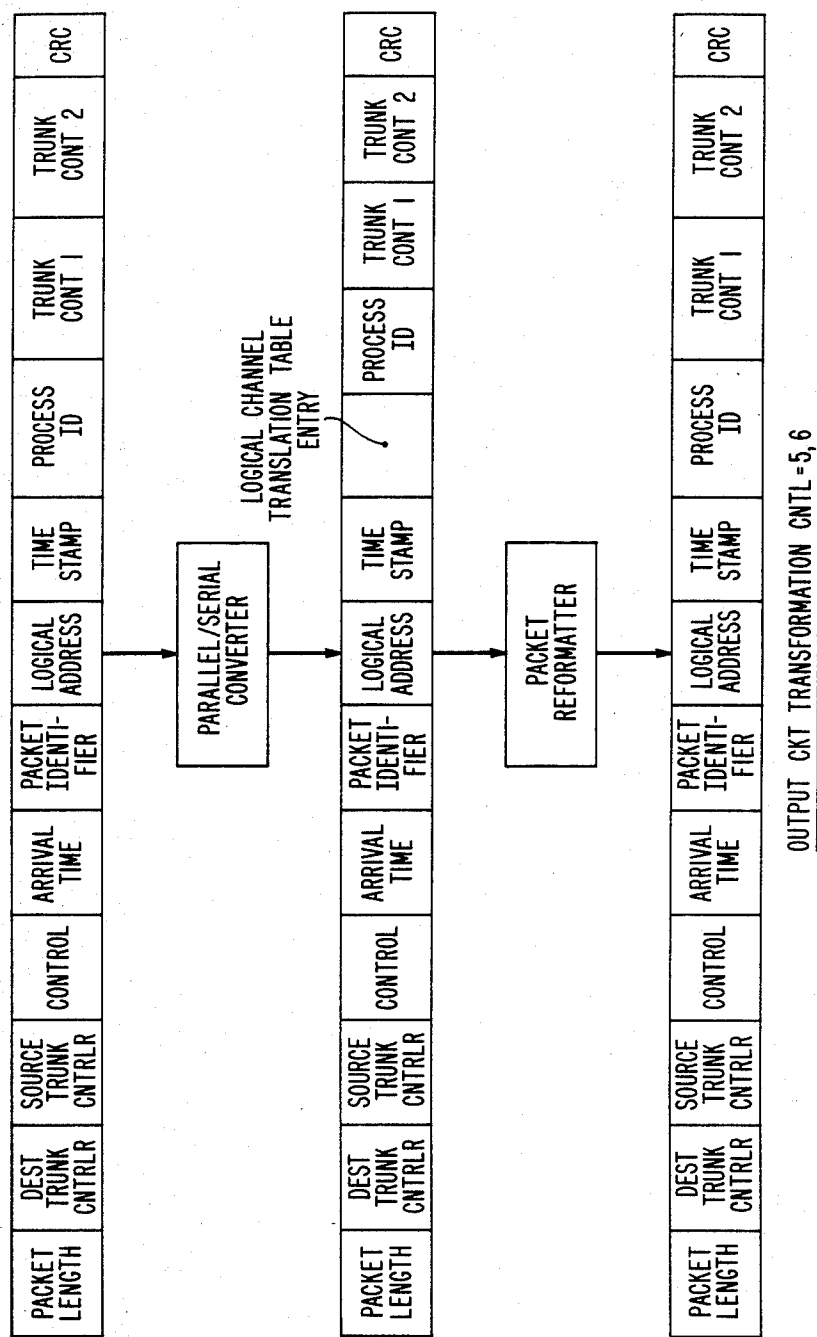 PACKET
LENGTH
DEST
TRUNK
CNTRLR
SOURCE
TRUNK
CNTRLR
CONTROL
ARRIVAL
TIME
PACKET
IDENTI-
FIER
LOGICAL
ADDRESS
TIME
STAMP
PROCESS
ID
TRUNK
CONT 1
TRUNK
CONT 2
CRC
PARALLEL/SERIAL
CONVERTER
LOGICAL CHANNEL
TRANSLATION TABLE
ENTRY
PACKET
LENGTH
DEST
TRUNK
CNTRLR
SOURCE
TRUNK
CNTRLR
CONTROL
ARRIVAL
TIME
PACKET
IDENTI-
FIER
LOGICAL
ADDRESS
TIME
STAMP
PROCESS
ID
TRUNK
CONT 1
TRUNK
CONT 2
CRC
PACKET
REFORMATTER
PACKET
LENGTH
DEST
TRUNK
CNTRLR
SOURCE
TRUNK
CNTRLR
CONTROL
ARRIVAL
TIME
PACKET
IDENTI-
FIER
LOGICAL
ADDRESS
TIME
STAMP
PROCESS
ID
TRUNK
CONT 1
TRUNK
CONT 2
CRC
OUTPUT CKT TRANSFORMATION CNTL=5,6